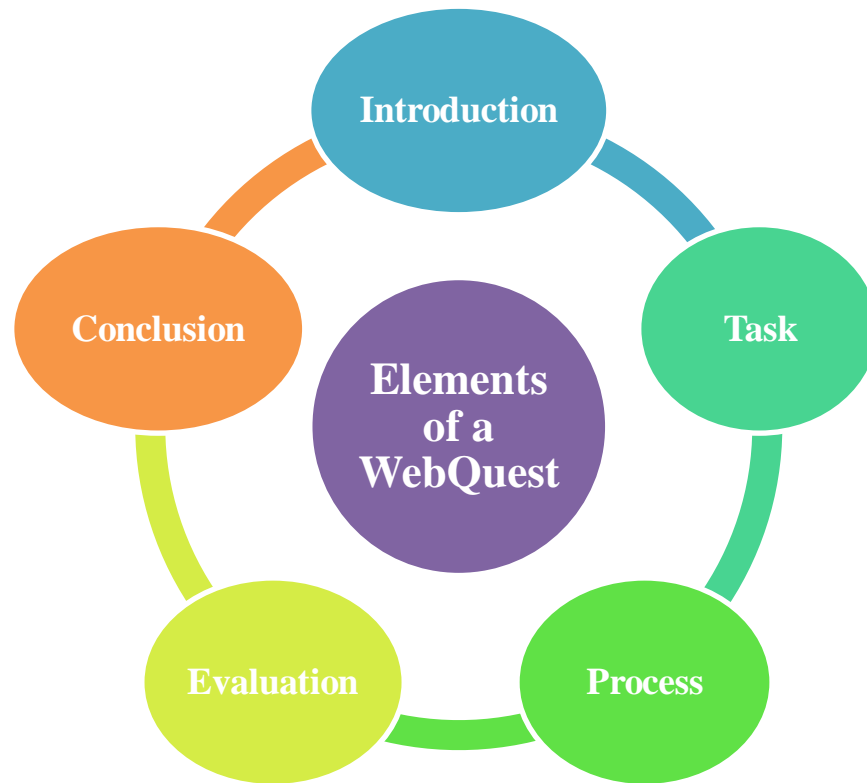 Introduction
Task
Process
Evaluation
Conclusion
Elements
of a
WebQuest